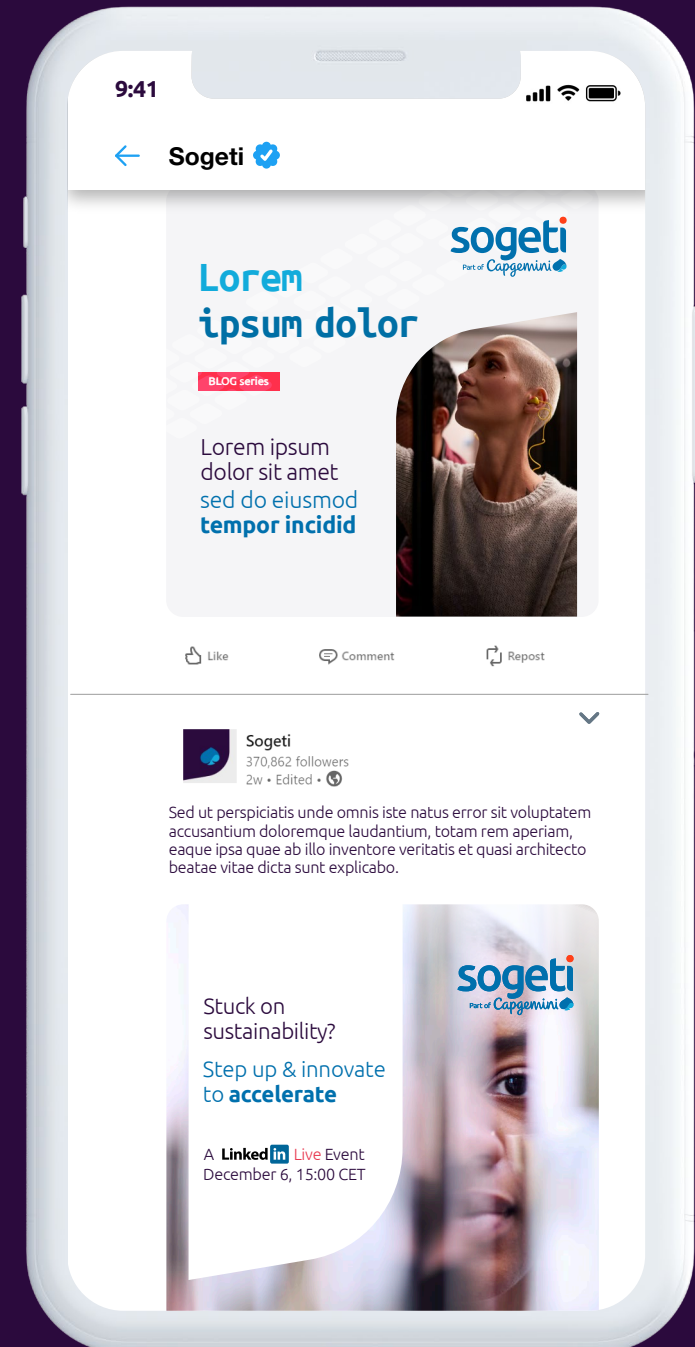 9:41
Sogeti
sogeti
Part of Capgemini
Lorem
ipsum dolor
BLOG series
Lorem ipsum
dolor sit amet
sed do eiusmod
tempor incidid
Like Comment Repost
Sogeti
370,862 followers
2w • Edited •
Sed ut perspiciatis unde omnis iste natus error sit voluptatem
accusantium doloremque laudantium, totam rem aperiam,
eaque ipsa quae ab illo inventore veritatis et quasi architecto
beatae vitae dicta sunt explicabo.
sogeti
Part of Capgemini
Stuck on
sustainability?
Step up & innovate
to accelerate
A Linked in Live Event
December 6, 15:00 CET